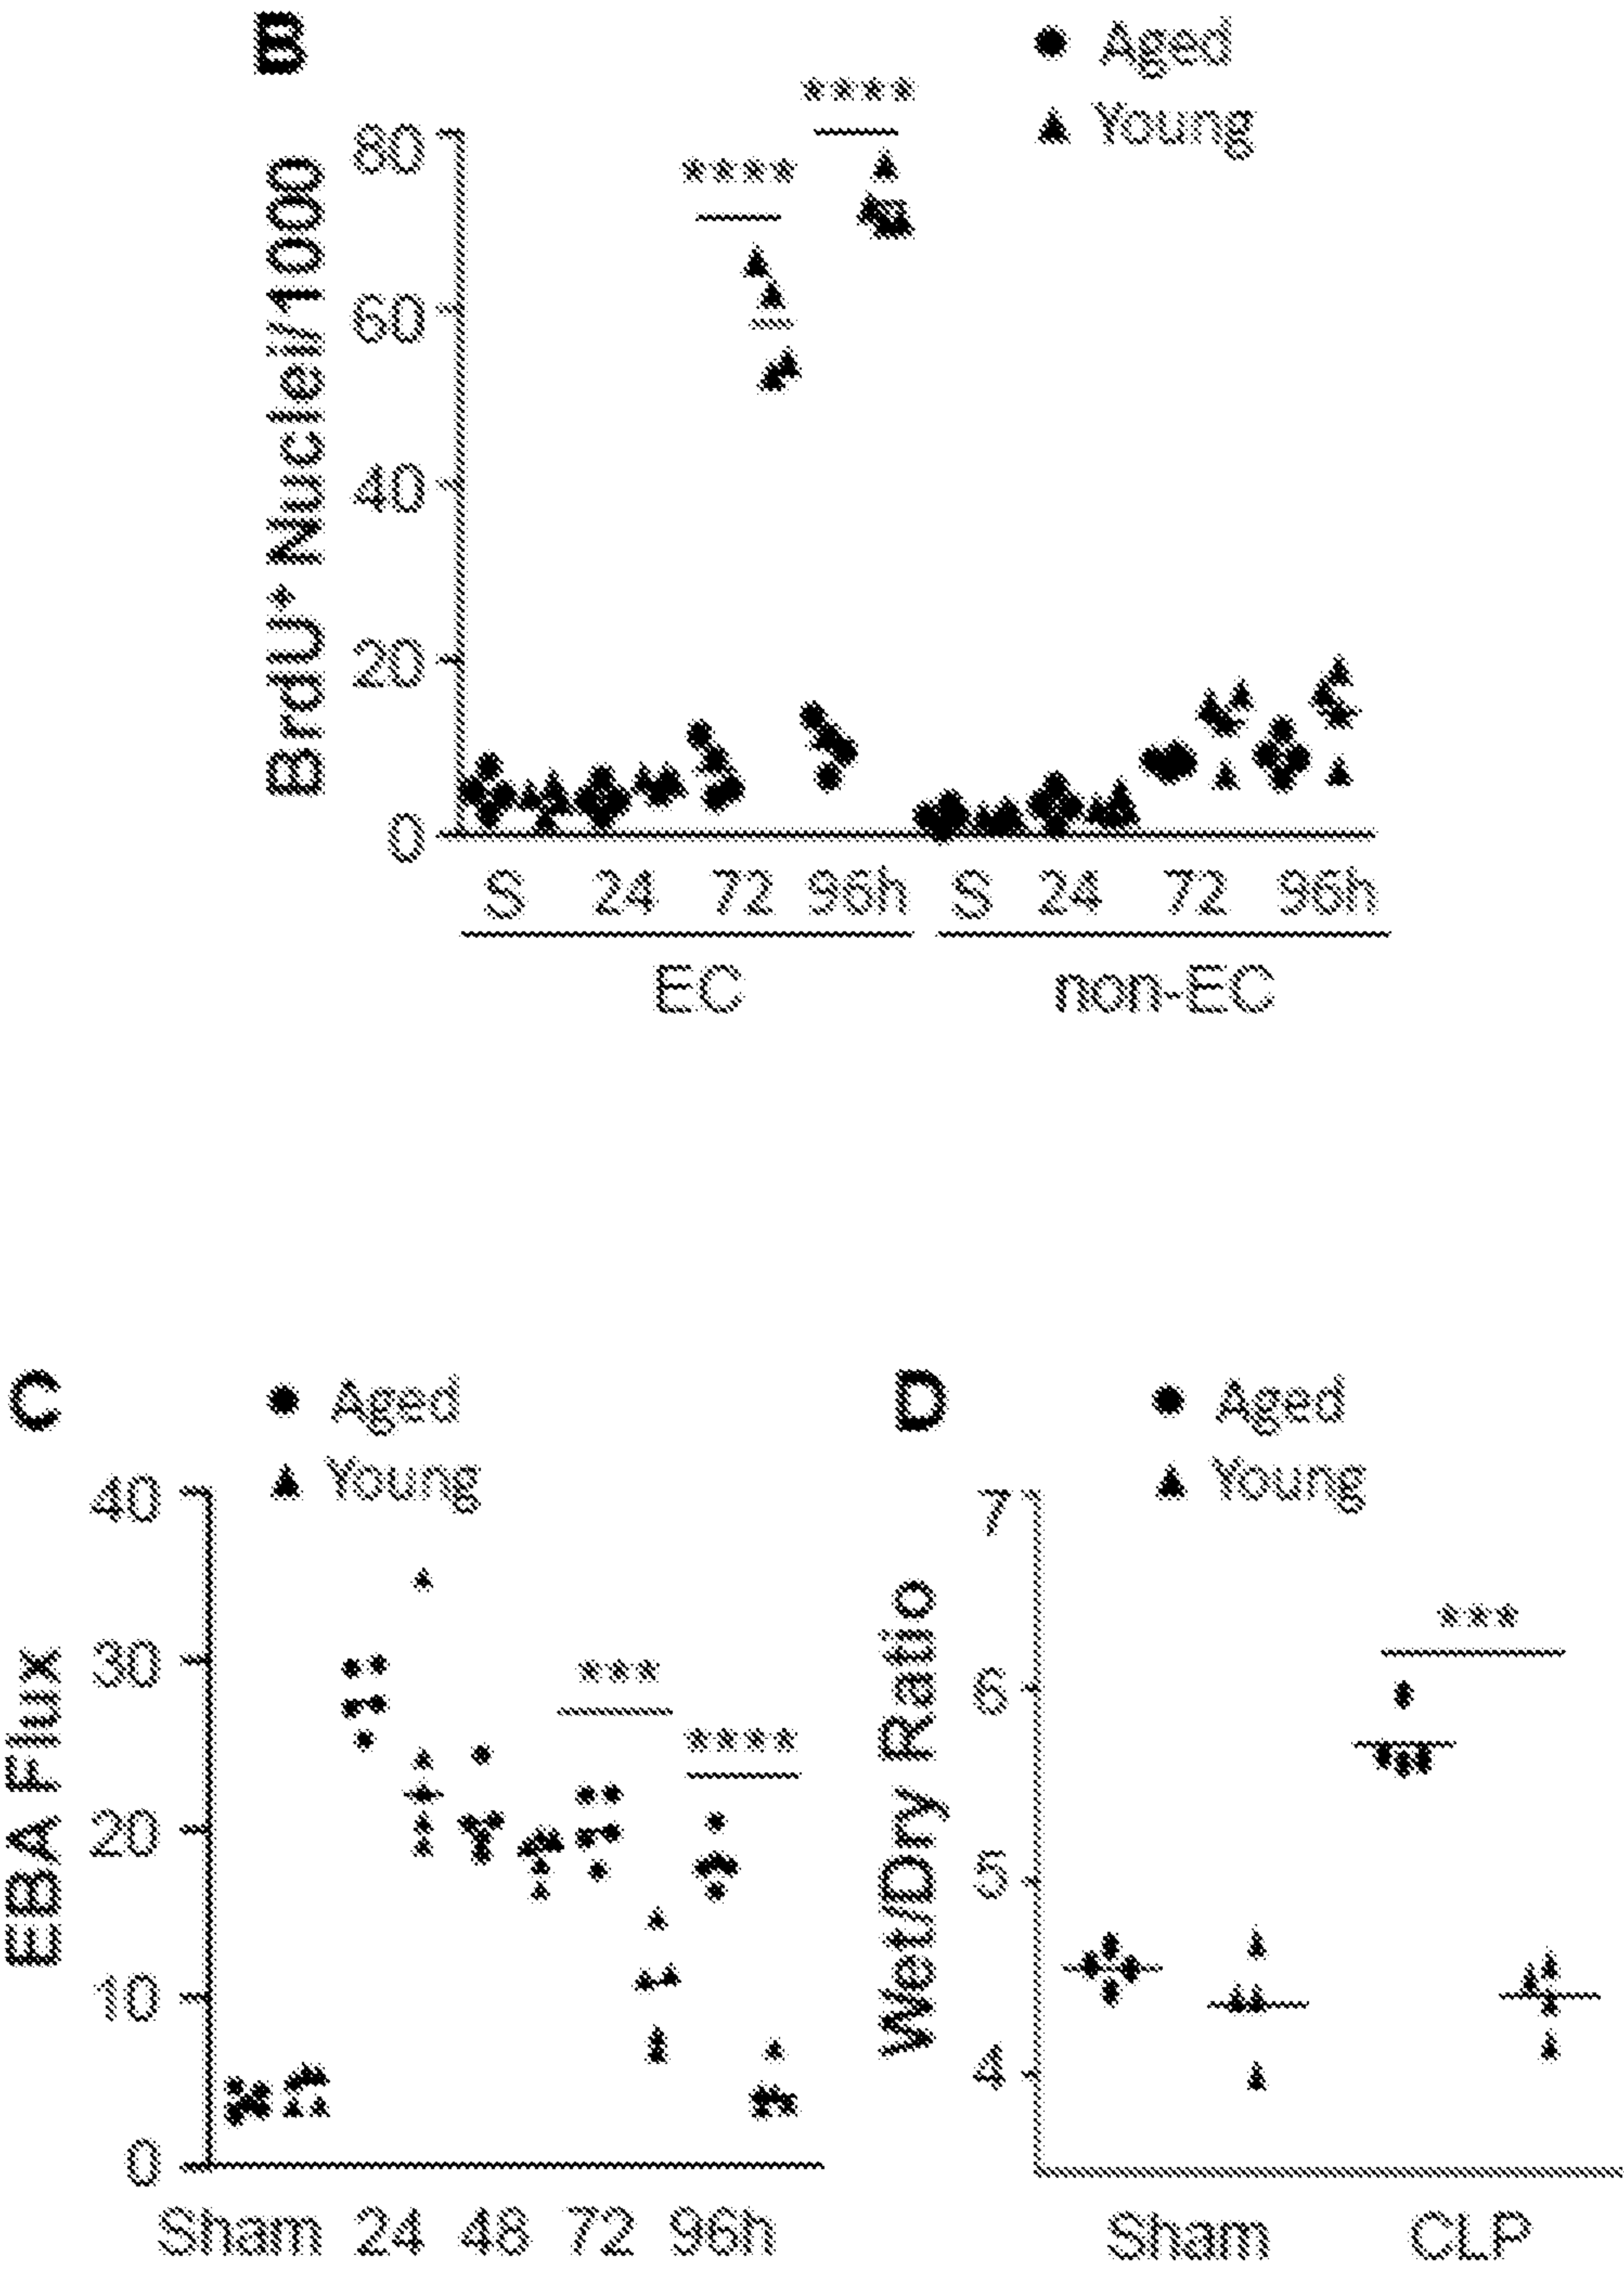 B
Aged
Young
BrdU⁺ Nuclei/1000
80
60
40
20
0
****
****
S 24 72 96h S 24 72 96h
EC non-EC
C
Aged
Young
EBA Flux
40
30
20
10
0
***
****
Sham 24 48 72 96h
D
Aged
Young
Wet/Dry Ratio
7
6
5
4
***
Sham CLP